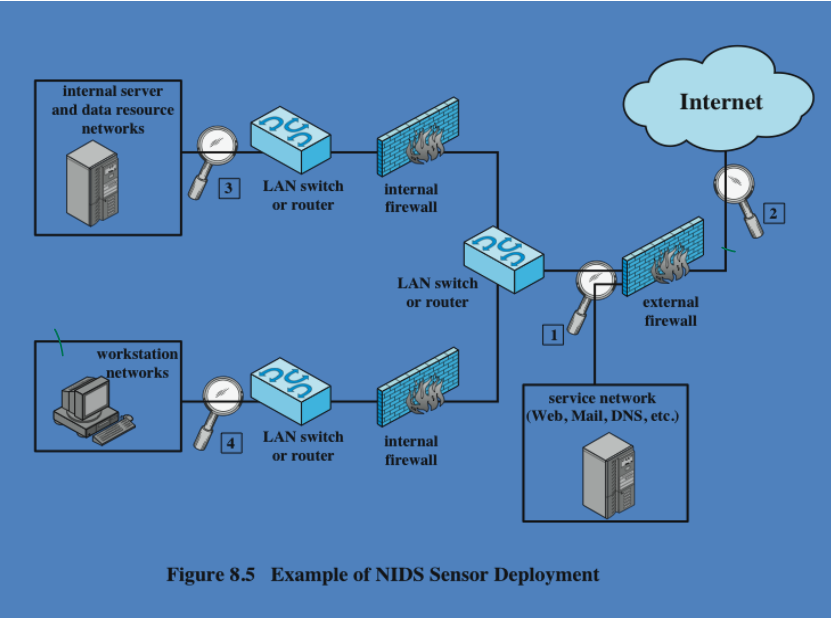 internal server
and data resource
networks
3
LAN switch
or router
internal
firewall
Internet
2
LAN switch
or router
1
external
firewall
workstation
networks
4
LAN switch
or router
internal
firewall
service network
(Web, Mail, DNS, etc.)
Figure 8.5 Example of NIDS Sensor Deployment